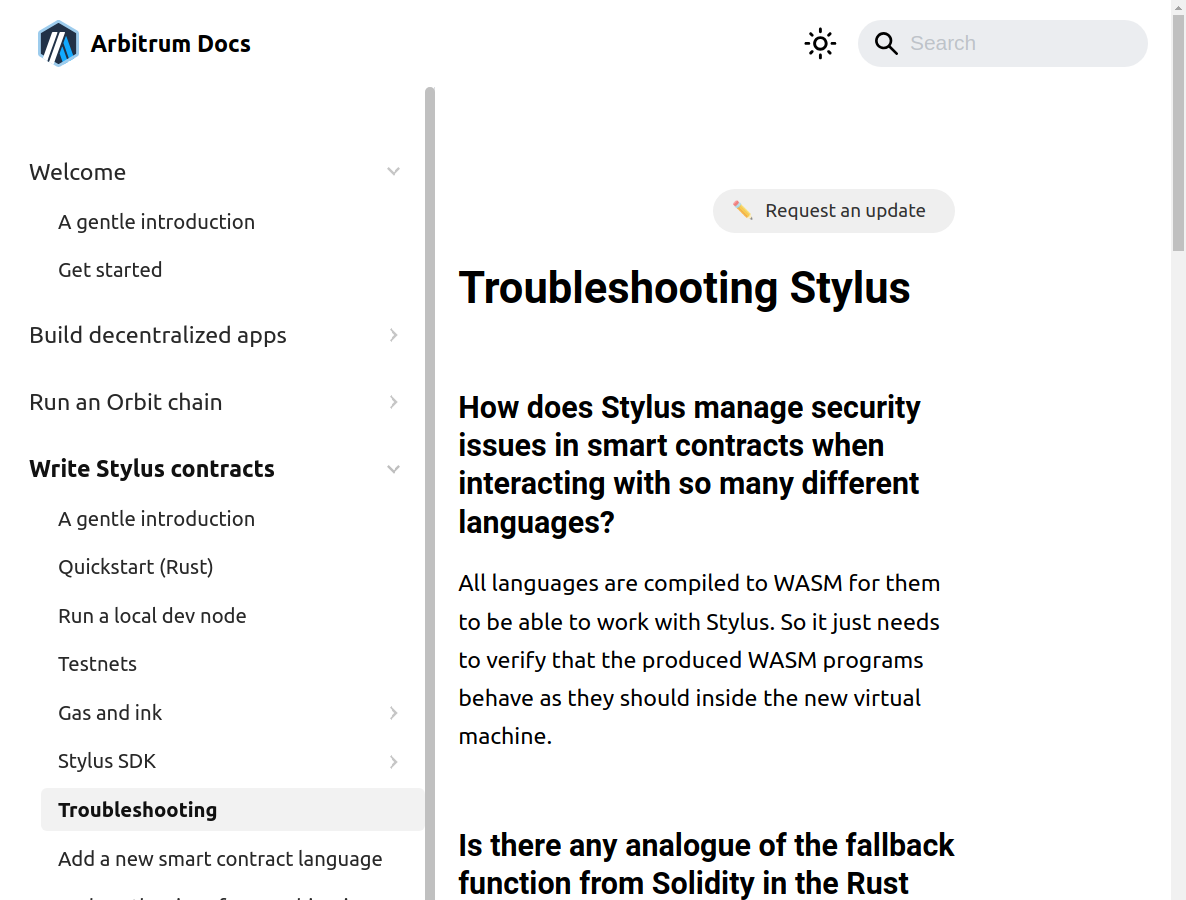 Arbitrum Docs
Search
Welcome
A gentle introduction
Get started
Build decentralized apps
Run an Orbit chain
Write Stylus contracts
A gentle introduction
Quickstart (Rust)
Run a local dev node
Testnets
Gas and ink
Stylus SDK
Troubleshooting
Add a new smart contract language
Request an update
Troubleshooting Stylus
How does Stylus manage security
issues in smart contracts when
interacting with so many different
languages?
All languages are compiled to WASM for them
to be able to work with Stylus. So it just needs
to verify that the produced WASM programs
behave as they should inside the new virtual
machine.
Is there any analogue of the fallback
function from Solidity in the Rust